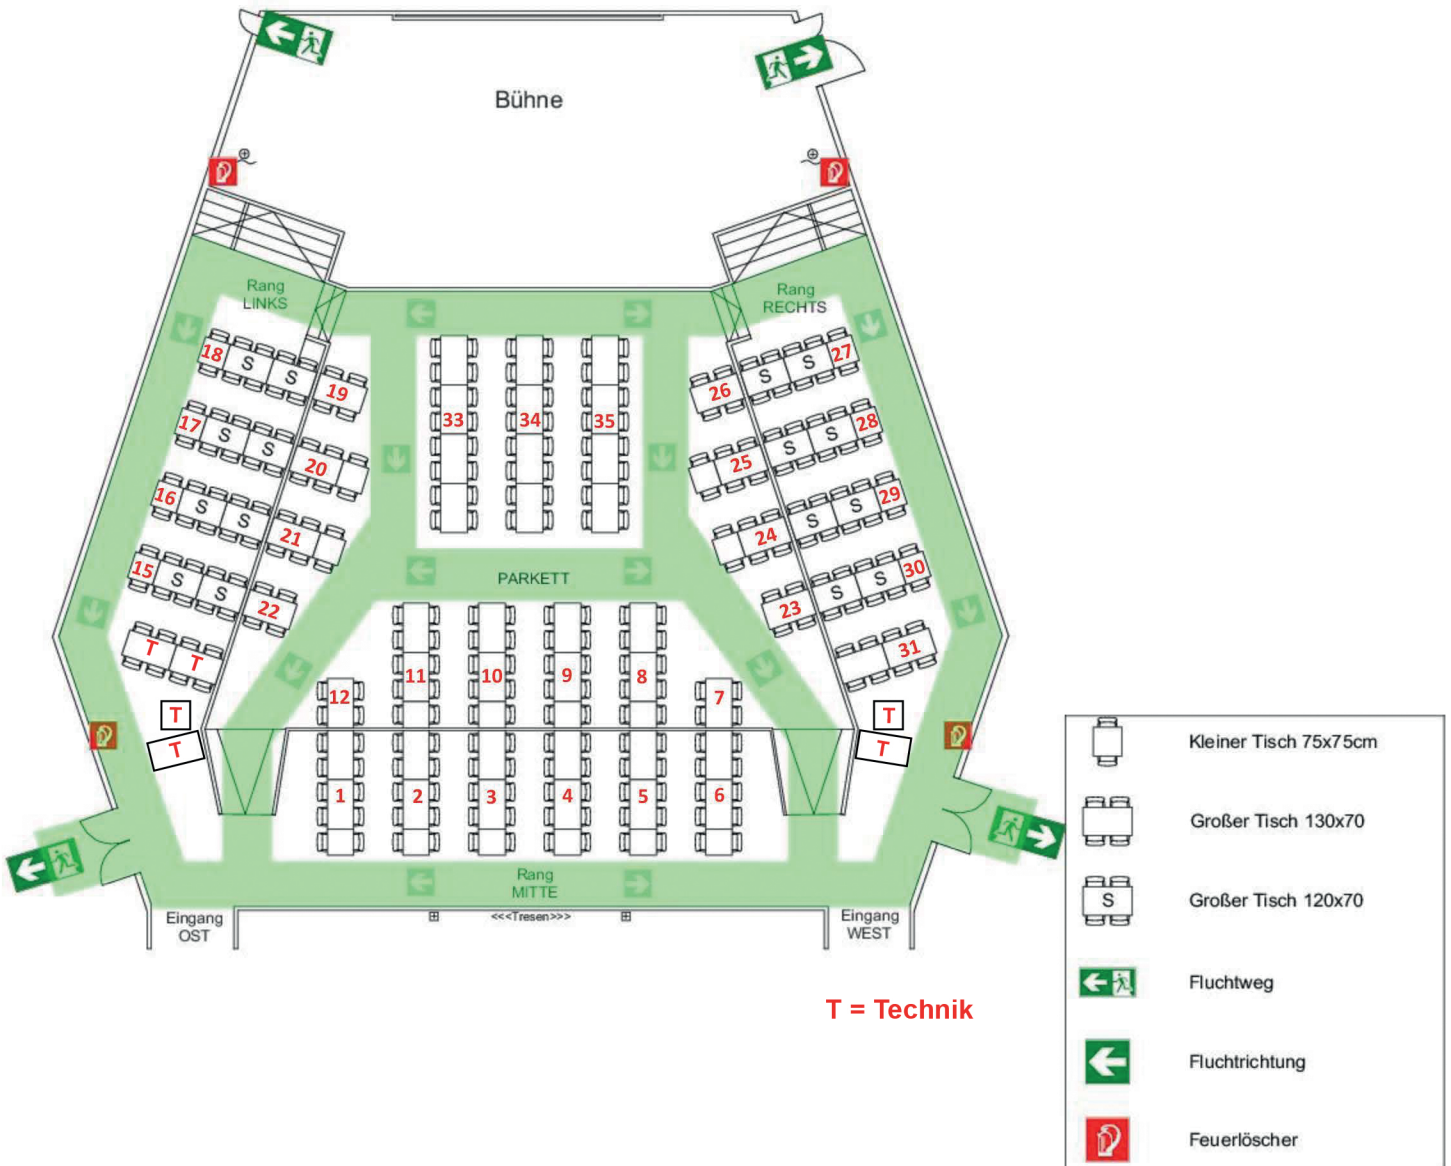 Bühne
Rang
LINKS
Rang
RECHTS
18
S
S
19
33
34
35
26
S
S
27
17
S
S
20
25
S
S
28
16
S
S
21
24
S
S
29
PARKETT
15
S
S
22
23
S
S
30
T
T
12
11
10
9
8
7
31
T
T
T
T
1
2
3
4
5
6
Rang
MITTE
Eingang
OST
<<<Tresen>>>
Eingang
WEST
T = Technik
Kleiner Tisch 75x75cm
Großer Tisch 130x70
S
Großer Tisch 120x70
Fluchtweg
Fluchtrichtung
Feuerlöscher